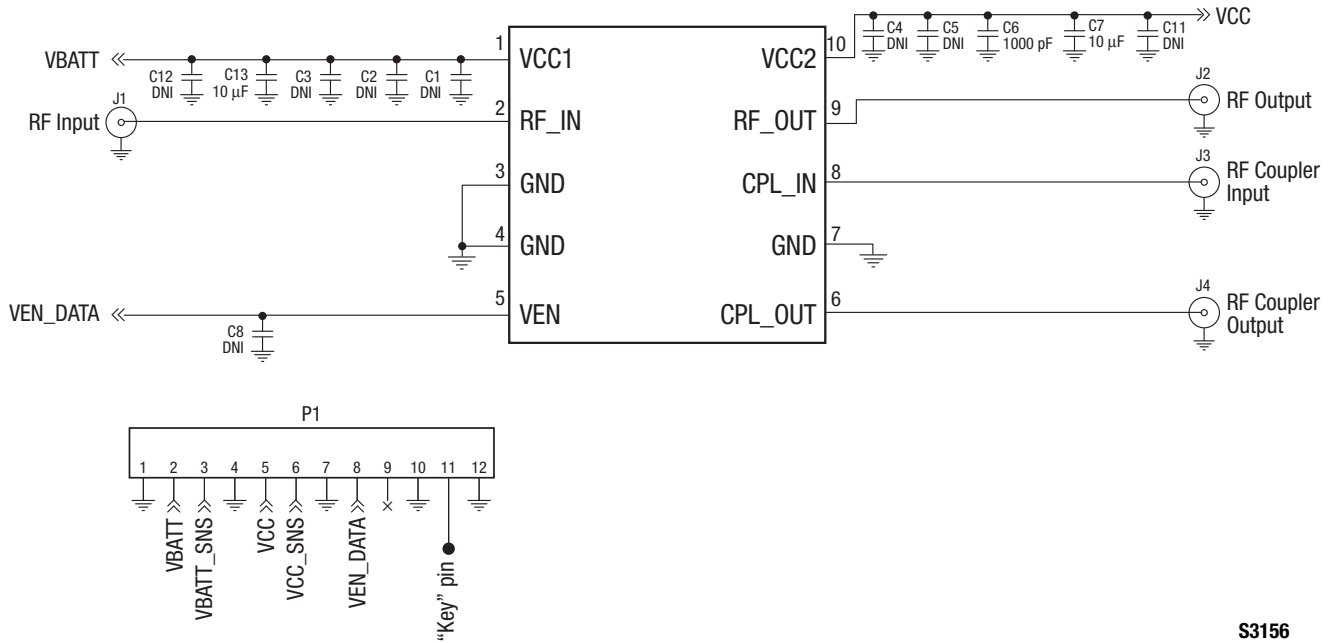 VBATT
C12
DNI
C13
10 μF
C3
DNI
C2
DNI
C1
DNI
1
VCC1
J1
RF Input
2
RF_IN
3
GND
4
GND
VEN_DATA
C8
DNI
5
VEN
10
VCC2
C4
DNI
C5
DNI
C6
1000 pF
C7
10 μF
C11
DNI
VCC
9
RF_OUT
J2
RF Output
8
CPL_IN
J3
RF Coupler
Input
7
GND
6
CPL_OUT
J4
RF Coupler
Output
P1
1 2 3 4 5 6 7 8 9 10 11 12
VBATT
VBATT_SNS
VCC
VCC_SNS
VEN_DATA
×
"Key" pin
S3156